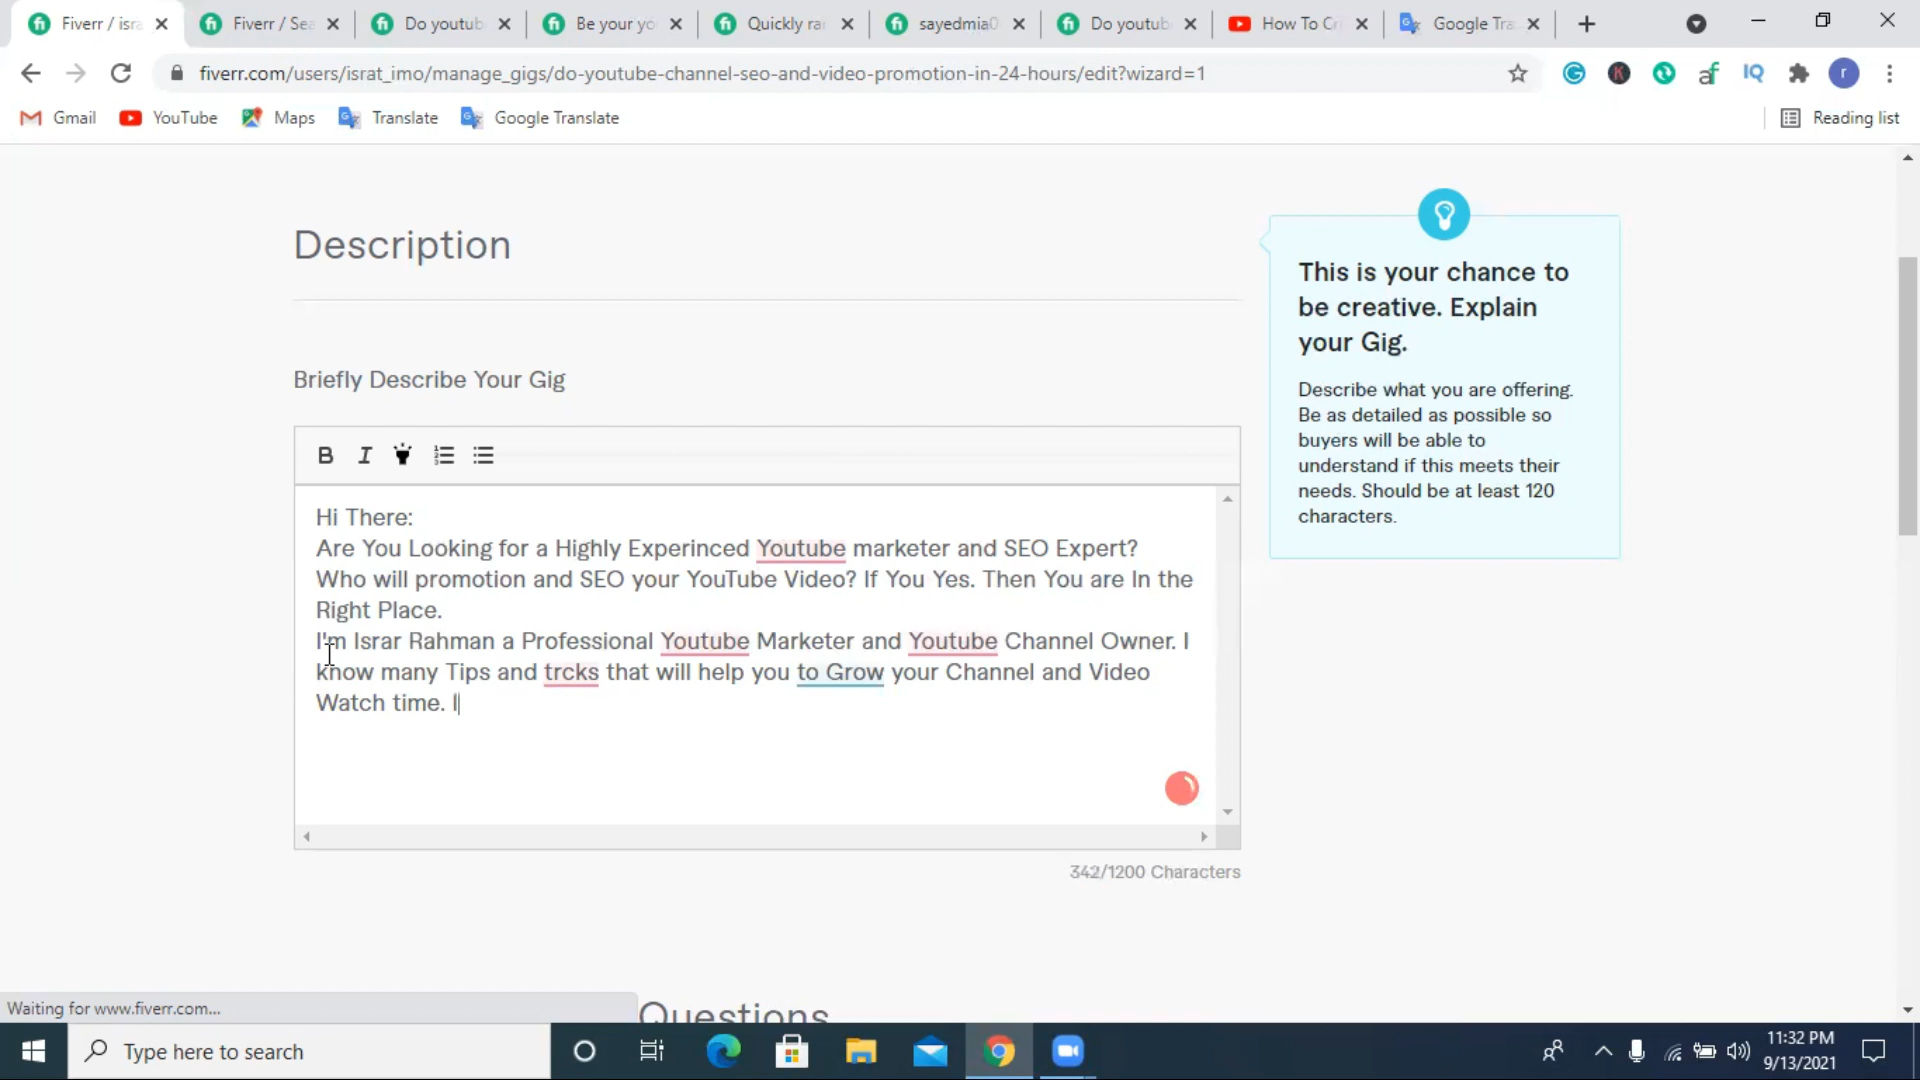 Fiverr / isra
Fiverr / Sea
Do youtub
Be your yo
Quickly ra
sayedmia0
Do youtub
How To Cr
Google Tra
fiverr.com/users/israt_imo/manage_gigs/do-youtube-channel-seo-and-video-promotion-in-24-hours/edit?wizard=1
IQ
r
Gmail
YouTube
Maps
Translate
Google Translate
Reading list
Description
Briefly Describe Your Gig
B I
Hi There:
Are You Looking for a Highly Experinced Youtube marketer and SEO Expert?
Who will promotion and SEO your YouTube Video? If You Yes. Then You are In the
Right Place.
I'm Israr Rahman a Professional Youtube Marketer and Youtube Channel Owner. I
know many Tips and trcks that will help you to Grow your Channel and Video
Watch time. I
342/1200 Characters
This is your chance to
be creative. Explain
your Gig.
Describe what you are offering.
Be as detailed as possible so
buyers will be able to
understand if this meets their
needs. Should be at least 120
characters.
Questions
Waiting for www.fiverr.com...
Type here to search
11:32 PM
9/13/2021